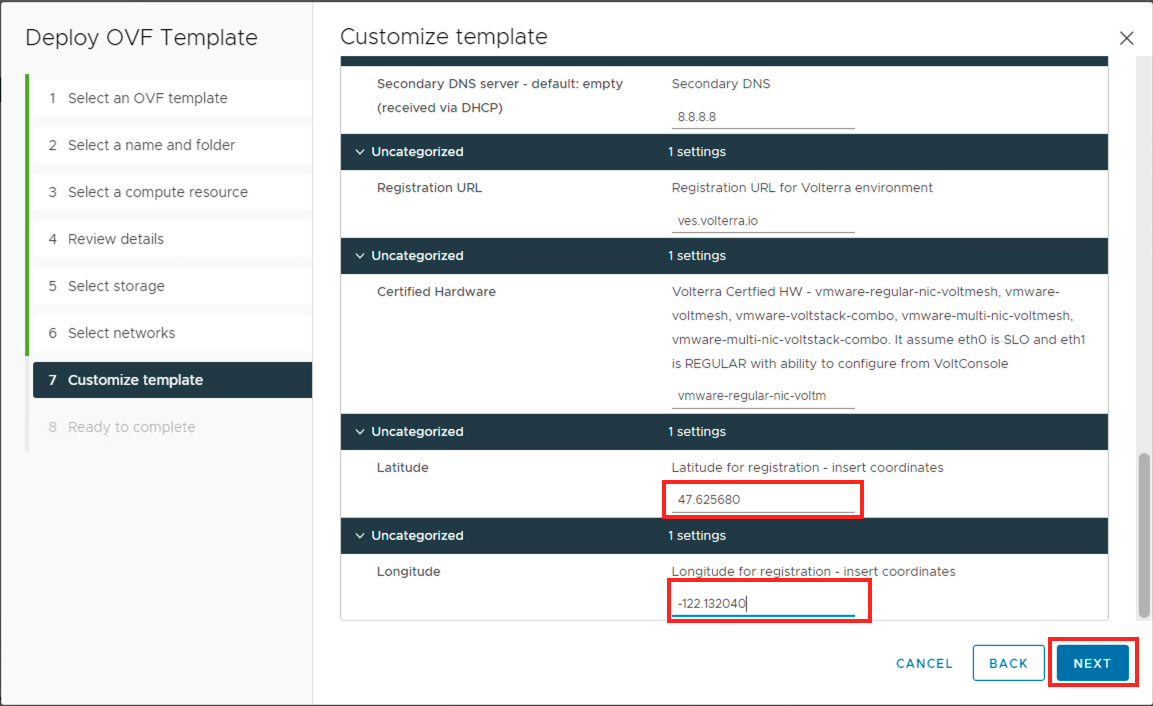 Deploy OVF Template
1 Select an OVF template
2 Select a name and folder
3 Select a compute resource
4 Review details
5 Select storage
6 Select networks
7 Customize template
8 Ready to complete
Customize template
Secondary DNS server - default: empty
(received via DHCP)
Secondary DNS
8.8.8.8
Uncategorized
1 settings
Registration URL
Registration URL for Volterra environment
ves.volterra.io
Uncategorized
1 settings
Certified Hardware
Volterra Certfied HW - vmware-regular-nic-voltmesh, vmware-
voltmesh, vmware-voltstack-combo, vmware-multi-nic-voltmesh,
vmware-multi-nic-voltstack-combo. It assume eth0 is SLO and eth1
is REGULAR with ability to configure from VoltConsole
vmware-regular-nic-voltm
Uncategorized
1 settings
Latitude
Latitude for registration - insert coordinates
47.625680
Uncategorized
1 settings
Longitude
Longitude for registration - insert coordinates
-122.132040
CANCEL
BACK
NEXT